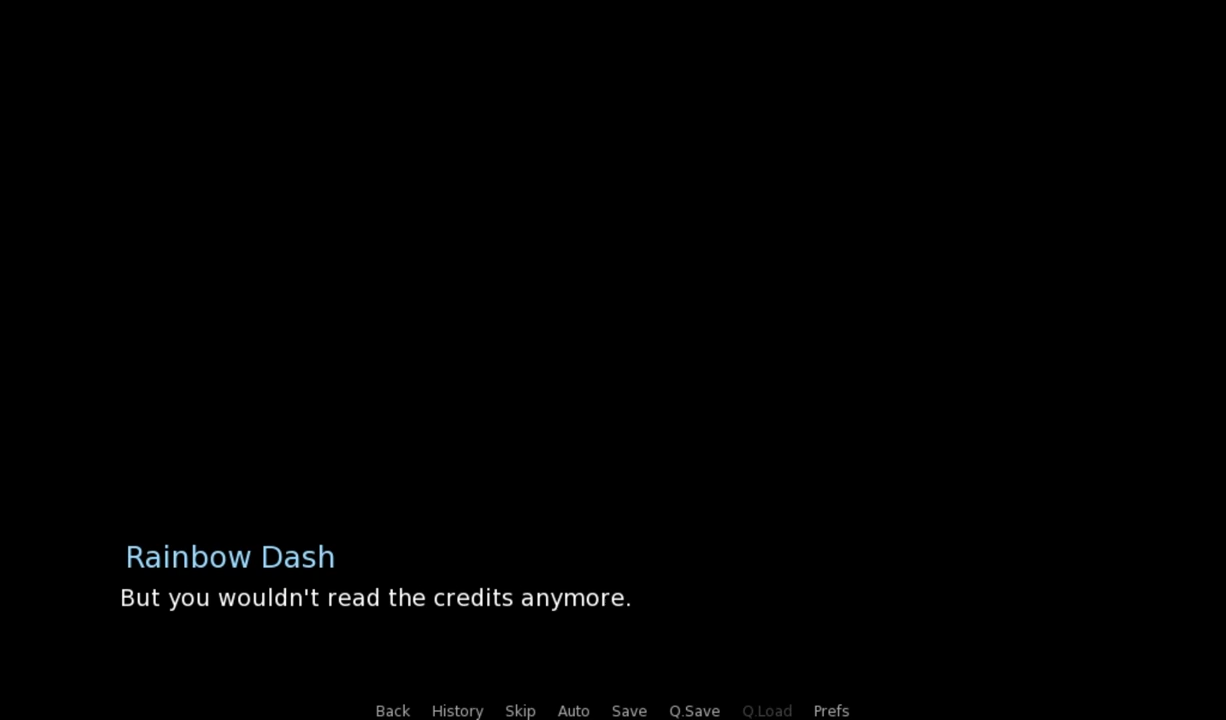 Rainbow Dash
But you wouldn't read the credits anymore.
Back History Skip Auto Save Q.Save Q.Load Prefs